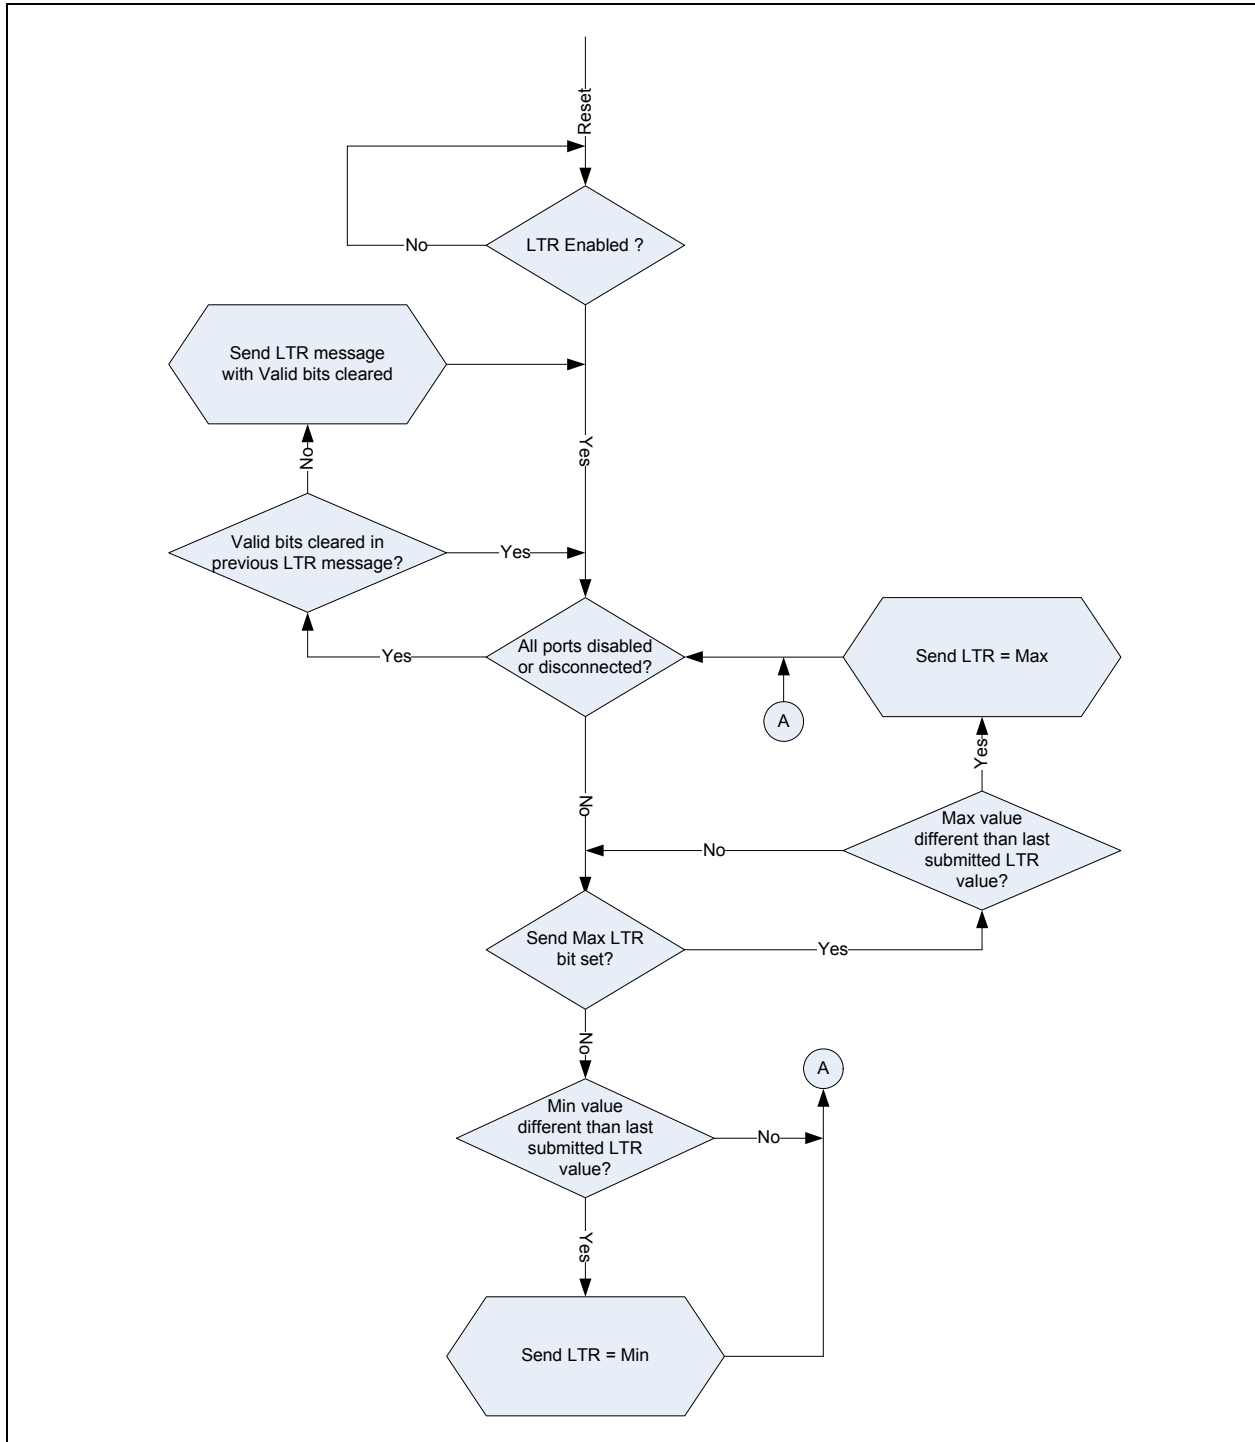 Reset
LTR Enabled ?
No
Send LTR message
with Valid bits cleared
Yes
No
Valid bits cleared in
previous LTR message?
Yes
All ports disabled
or disconnected?
Yes
Send LTR = Max
A
Yes
No
Max value
different than last
submitted LTR
value?
No
Send Max LTR
bit set?
Yes
No
A
Min value
different than last
submitted LTR
value?
No
Yes
Send LTR = Min